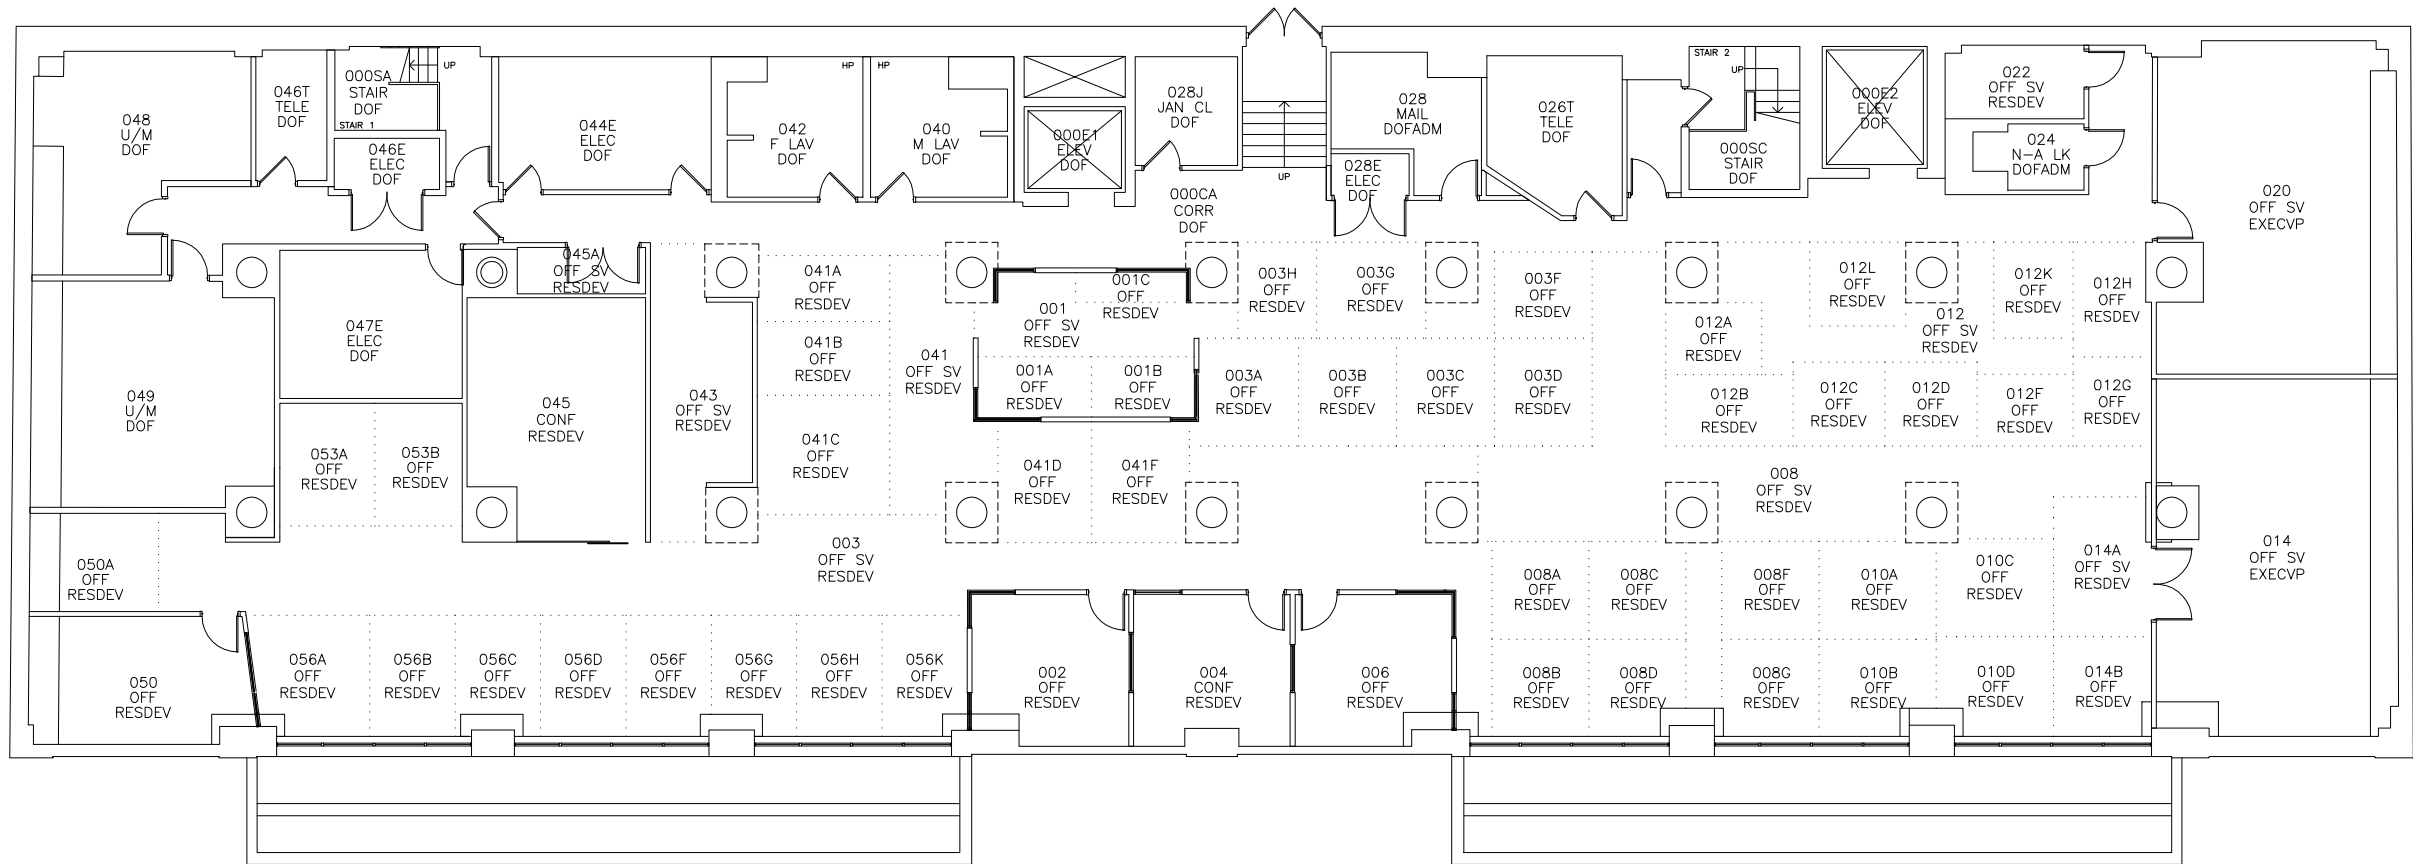 048
U/M
DOF
046T
TELE
DOF
000SA
STAIR
DOF
STAIR 1
UP
046E
ELEC
DOF
044E
ELEC
DOF
HP
042
F LAV
DOF
HP
040
M LAV
DOF
000E1
ELEV
DOF
028J
JAN CL
DOF
UP
000CA
CORR
DOF
028
MAIL
DOFADM
028E
ELEC
DOF
026T
TELE
DOF
STAIR 2
UP
000SC
STAIR
DOF
000E2
ELEV
DOF
022
OFF SV
RESDEV
024
N-A LK
DOFADM
020
OFF SV
EXECVP
045A
OFF SV
RESDEV
041A
OFF
RESDEV
001C
OFF
RESDEV
001
OFF SV
RESDEV
003H
OFF
RESDEV
003G
OFF
RESDEV
003F
OFF
RESDEV
012L
OFF
RESDEV
012K
OFF
RESDEV
012H
OFF
RESDEV
012
OFF SV
RESDEV
012A
OFF
RESDEV
047E
ELEC
DOF
041B
OFF
RESDEV
041
OFF SV
RESDEV
001A
OFF
RESDEV
001B
OFF
RESDEV
003A
OFF
RESDEV
003B
OFF
RESDEV
003C
OFF
RESDEV
003D
OFF
RESDEV
012B
OFF
RESDEV
012C
OFF
RESDEV
012D
OFF
RESDEV
012F
OFF
RESDEV
012G
OFF
RESDEV
049
U/M
DOF
045
CONF
RESDEV
043
OFF SV
RESDEV
041C
OFF
RESDEV
053A
OFF
RESDEV
053B
OFF
RESDEV
041D
OFF
RESDEV
041F
OFF
RESDEV
008
OFF SV
RESDEV
003
OFF SV
RESDEV
050A
OFF
RESDEV
008A
OFF
RESDEV
008C
OFF
RESDEV
008F
OFF
RESDEV
010A
OFF
RESDEV
010C
OFF
RESDEV
014A
OFF SV
RESDEV
014
OFF SV
EXECVP
050
OFF
RESDEV
056A
OFF
RESDEV
056B
OFF
RESDEV
056C
OFF
RESDEV
056D
OFF
RESDEV
056F
OFF
RESDEV
056G
OFF
RESDEV
056H
OFF
RESDEV
056K
OFF
RESDEV
002
OFF
RESDEV
004
CONF
RESDEV
006
OFF
RESDEV
008B
OFF
RESDEV
008D
OFF
RESDEV
008G
OFF
RESDEV
010B
OFF
RESDEV
010D
OFF
RESDEV
014B
OFF
RESDEV